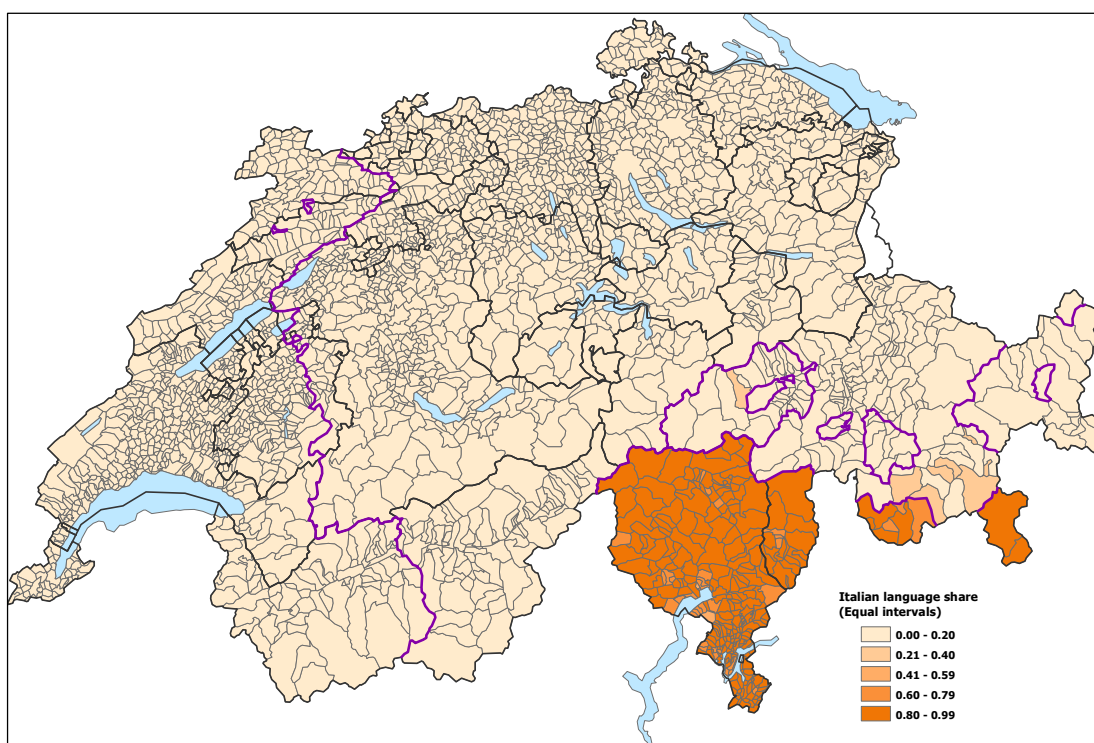 Italian language share
(Equal intervals)
0.00 - 0.20
0.21 - 0.40
0.41 - 0.59
0.60 - 0.79
0.80 - 0.99